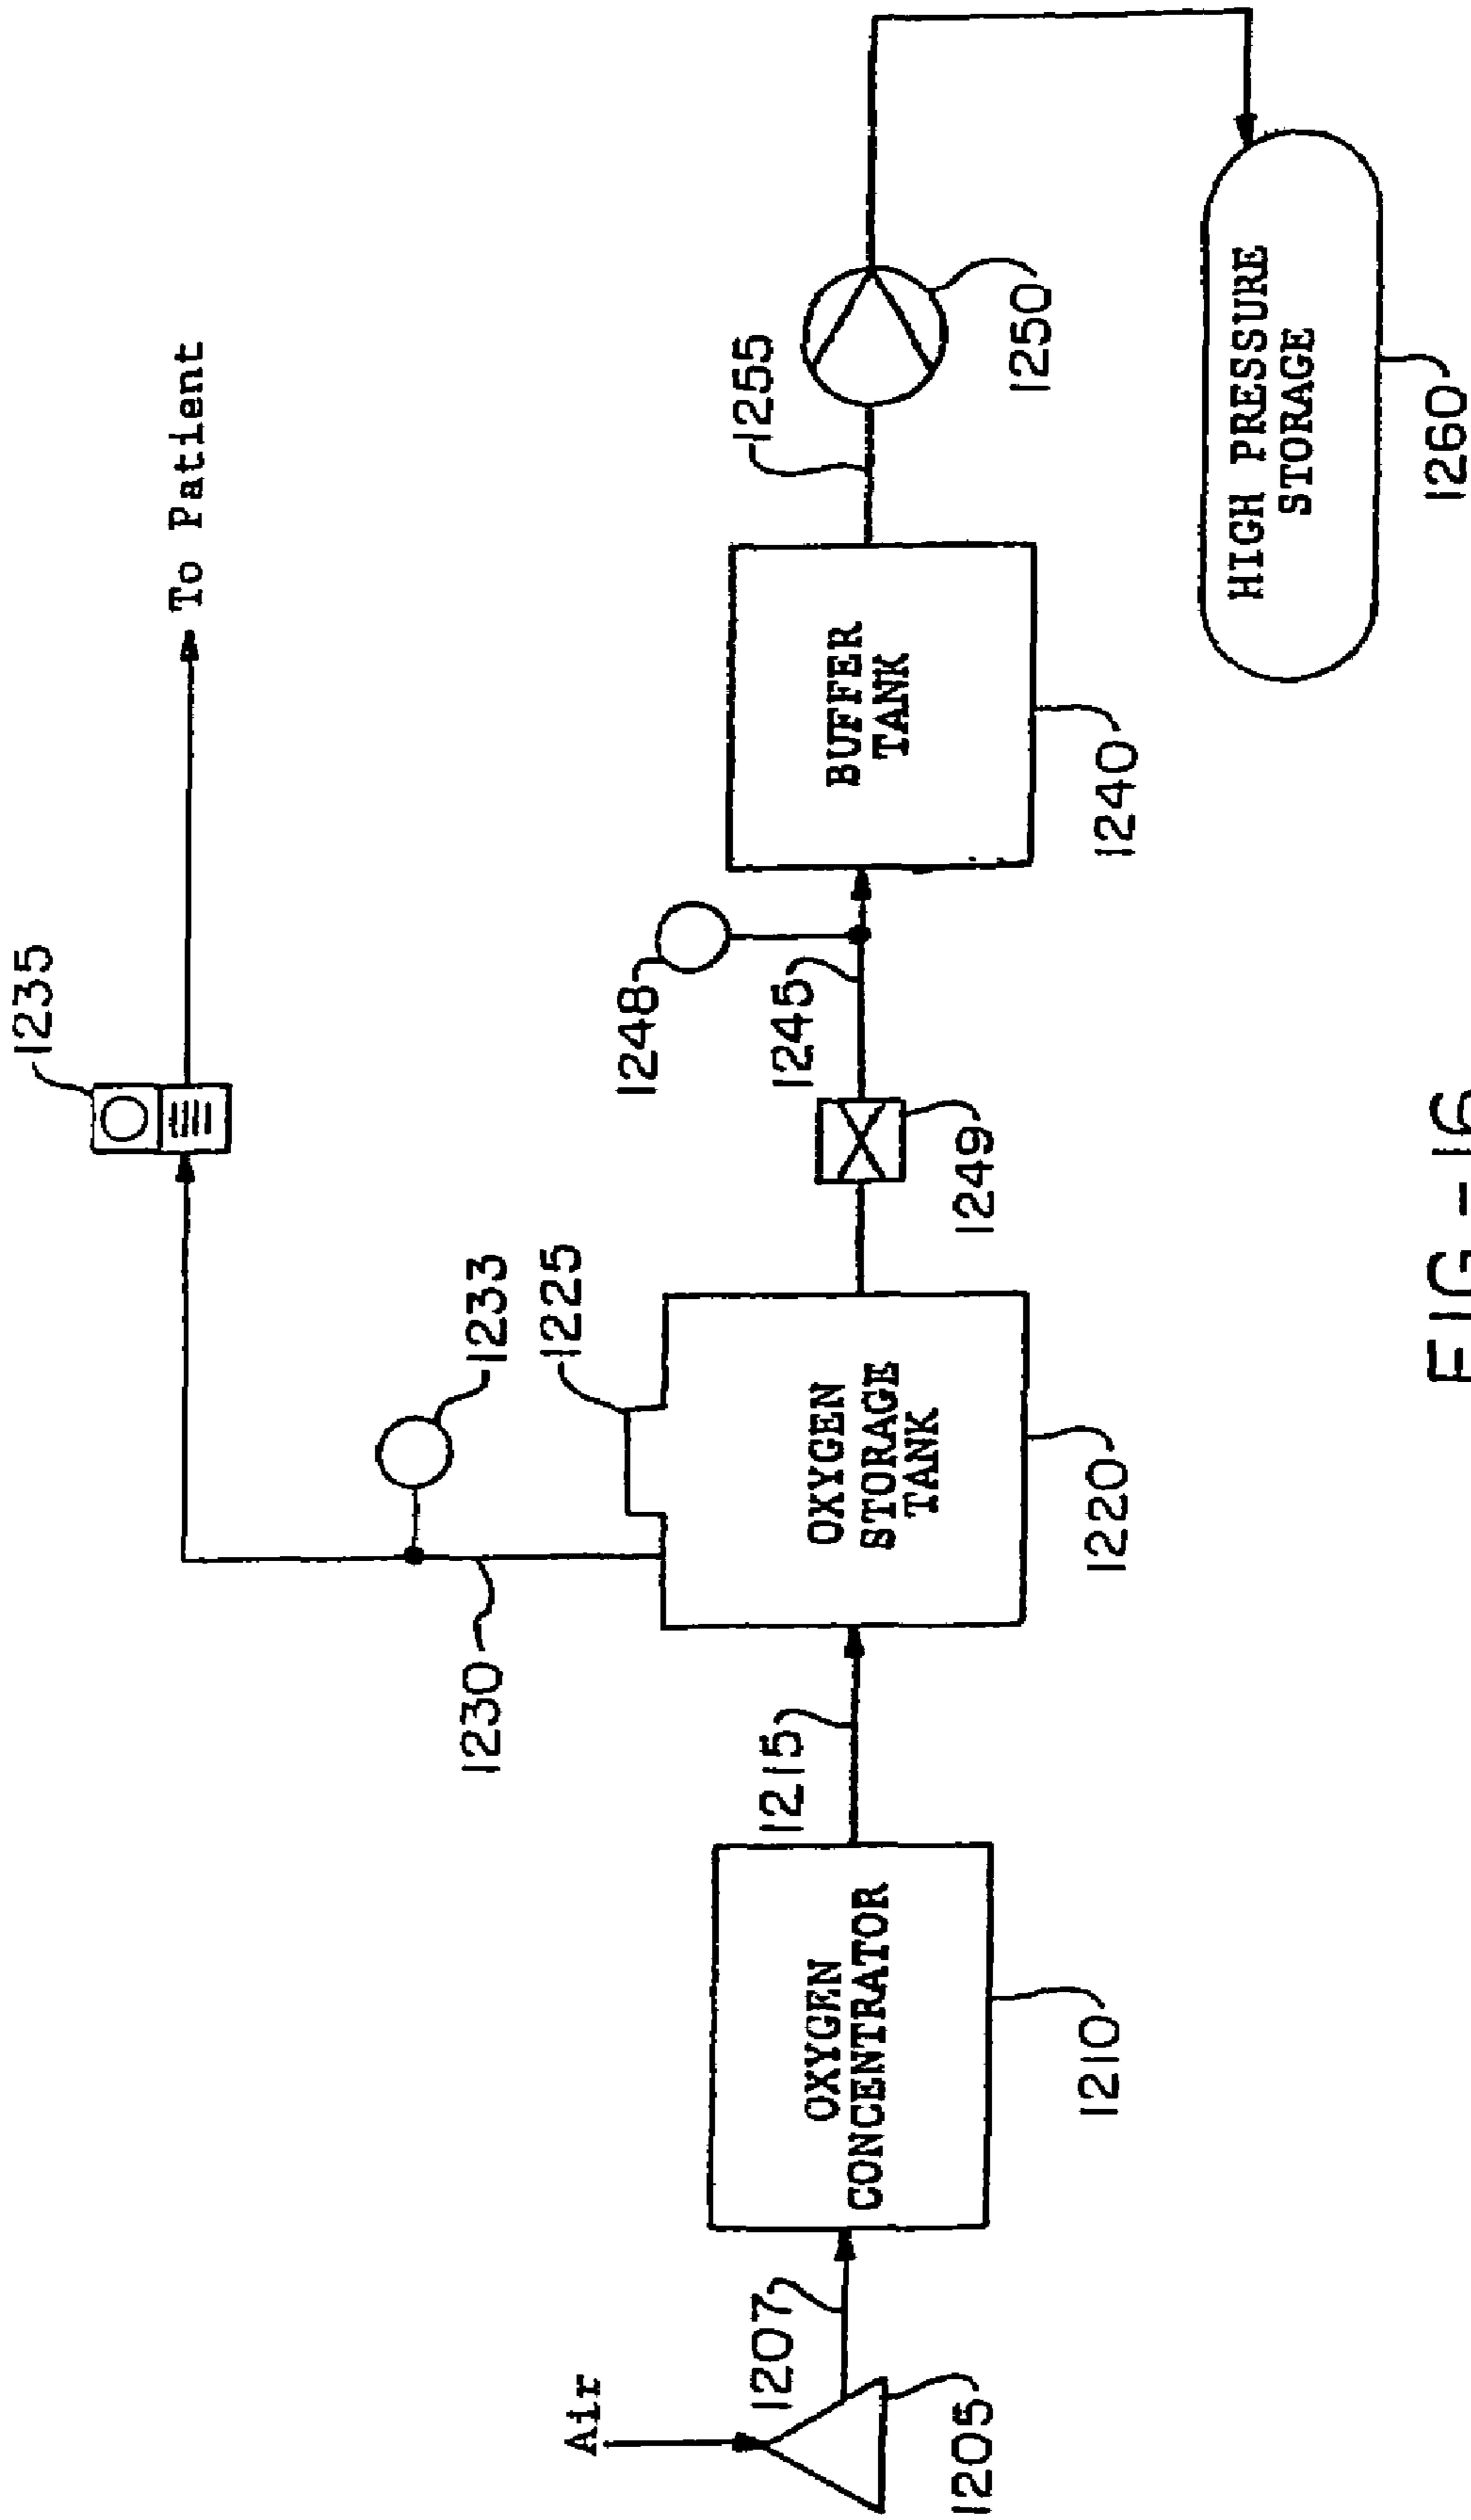 1235
To Patient
1233
1225
1230
1248
1255
1245
1215
Air
1207
OXYGEN
CONCENTRATOR
OXYGEN
STORAGE
TANK
BUFFER
TANK
1249
1250
1205
1210
1220
1240
HIGH PRESSURE
STORAGE
1260
FIG-16